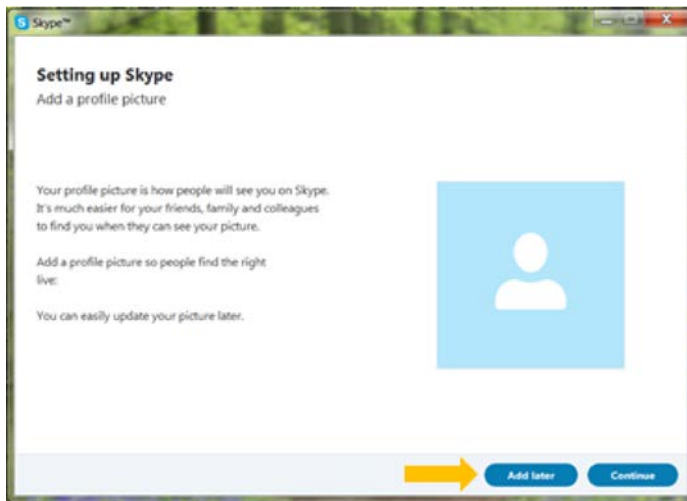 Skype™
Setting up Skype
Add a profile picture
Your profile picture is how people will see you on Skype.
It's much easier for your friends, family and colleagues
to find you when they can see your picture.
Add a profile picture so people find the right
live:
You can easily update your picture later.
Add later
Continue